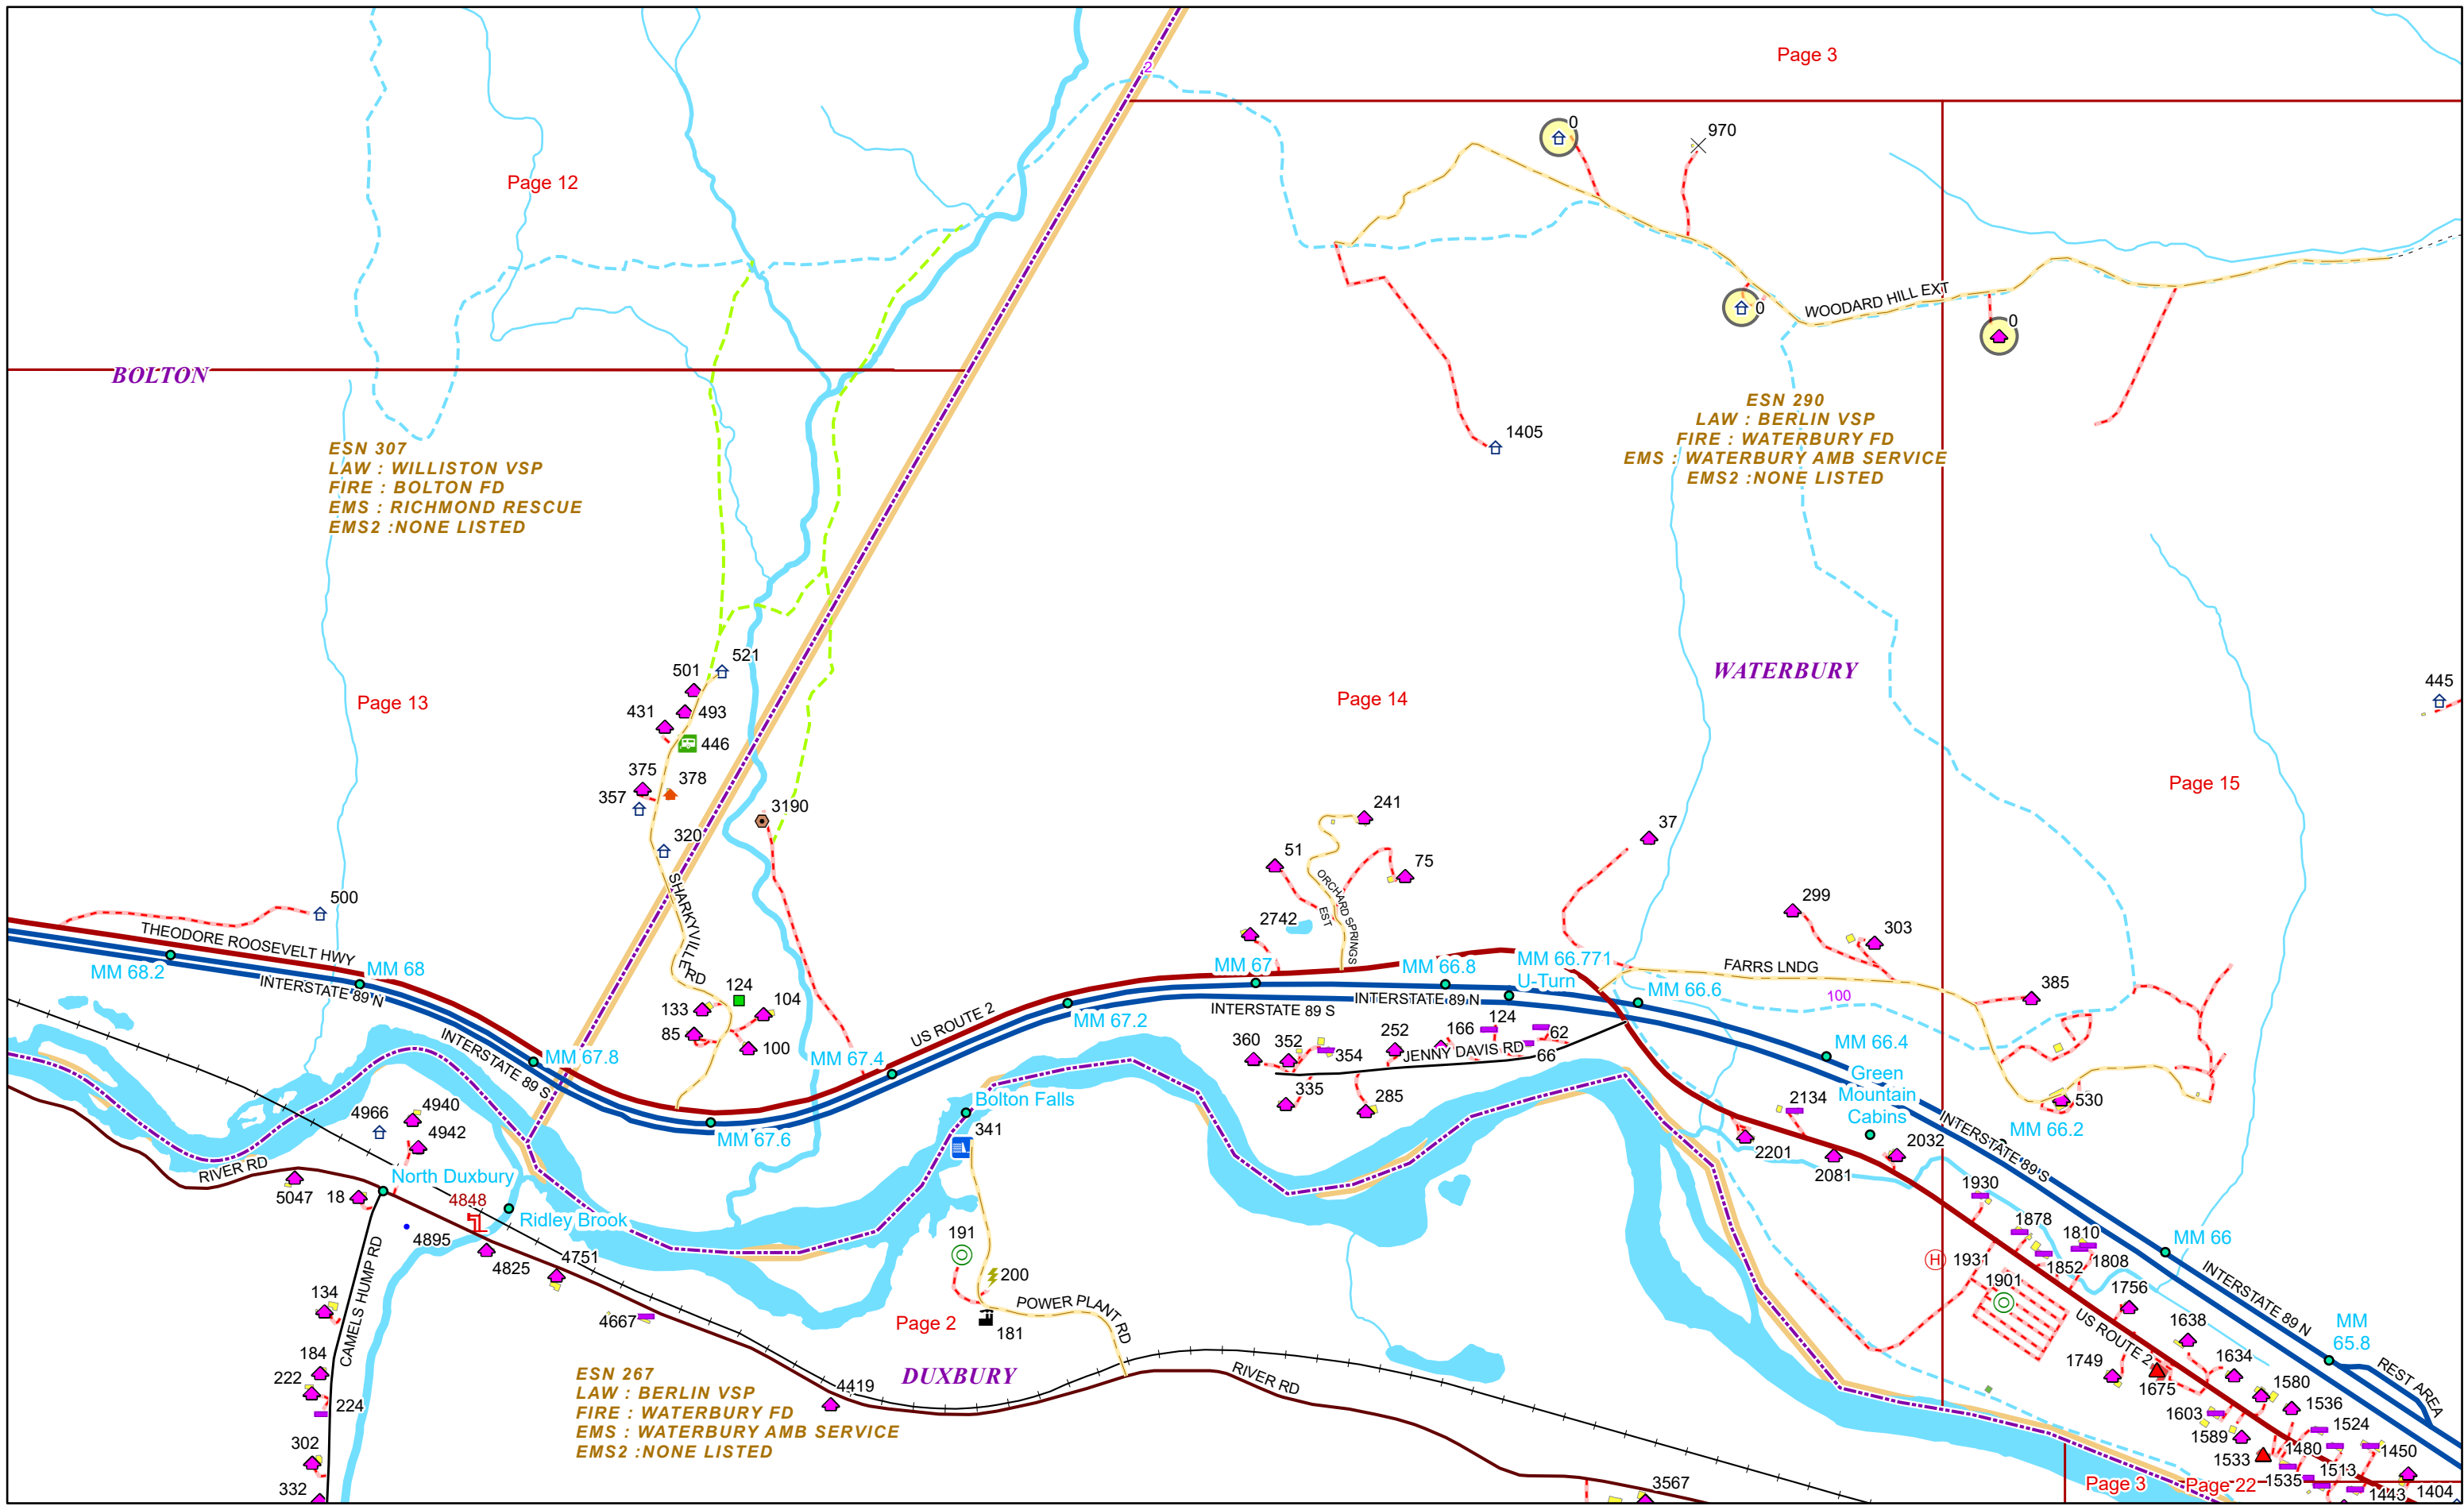 Page 3
2
0
970
Page 12
WOODARD HILL EXT
0
0
BOLTON
ESN 290
LAW : BERLIN VSP
FIRE : WATERBURY FD
EMS : WATERBURY AMB SERVICE
EMS2 :NONE LISTED
1405
ESN 307
LAW : WILLISTON VSP
FIRE : BOLTON FD
EMS : RICHMOND RESCUE
EMS2 :NONE LISTED
521
501
WATERBURY
445
Page 13
Page 14
431
493
446
Page 15
375
378
357
3190
241
37
320
51
75
SHARKYVILLE RD
ORCHARD SPRINGS EST
500
299
2742
303
THEODORE ROOSEVELT HWY
MM 68.2
MM 68
INTERSTATE 89 N
MM 67
MM 66.8
MM 66.771
U-Turn
FARRS LNDG
385
124
104
133
MM 66.6
100
US ROUTE 2
MM 67.2
INTERSTATE 89 S
INTERSTATE 89 N
INTERSTATE 89 S
85
100
MM 67.8
MM 67.4
360
352
354
252
166
124
62
JENNY DAVIS RD
66
MM 66.4
335
285
Green
Mountain
Cabins
2134
530
Bolton Falls
4966
4940
4942
MM 67.6
341
INTERSTATE 89 S
MM 66.2
2201
2081
2032
RIVER RD
North Duxbury
5047
18
4848
1930
Ridley Brook
4895
4825
4751
191
200
1878
1810
1931
1852
1808
MM 66
CAMELS HUMP RD
134
1901
1756
INTERSTATE 89 N
4667
Page 2
POWER PLANT RD
181
US ROUTE 2
1638
MM
65.8
184
222
224
ESN 267
LAW : BERLIN VSP
FIRE : WATERBURY FD
EMS : WATERBURY AMB SERVICE
EMS2 :NONE LISTED
DUXBURY
4419
RIVER RD
1749
1675
1634
REST AREA
1580
1603
1536
1589
1524
302
1533
1480
1450
332
3567
Page 3
Page 22
1535
1513
1443
1404